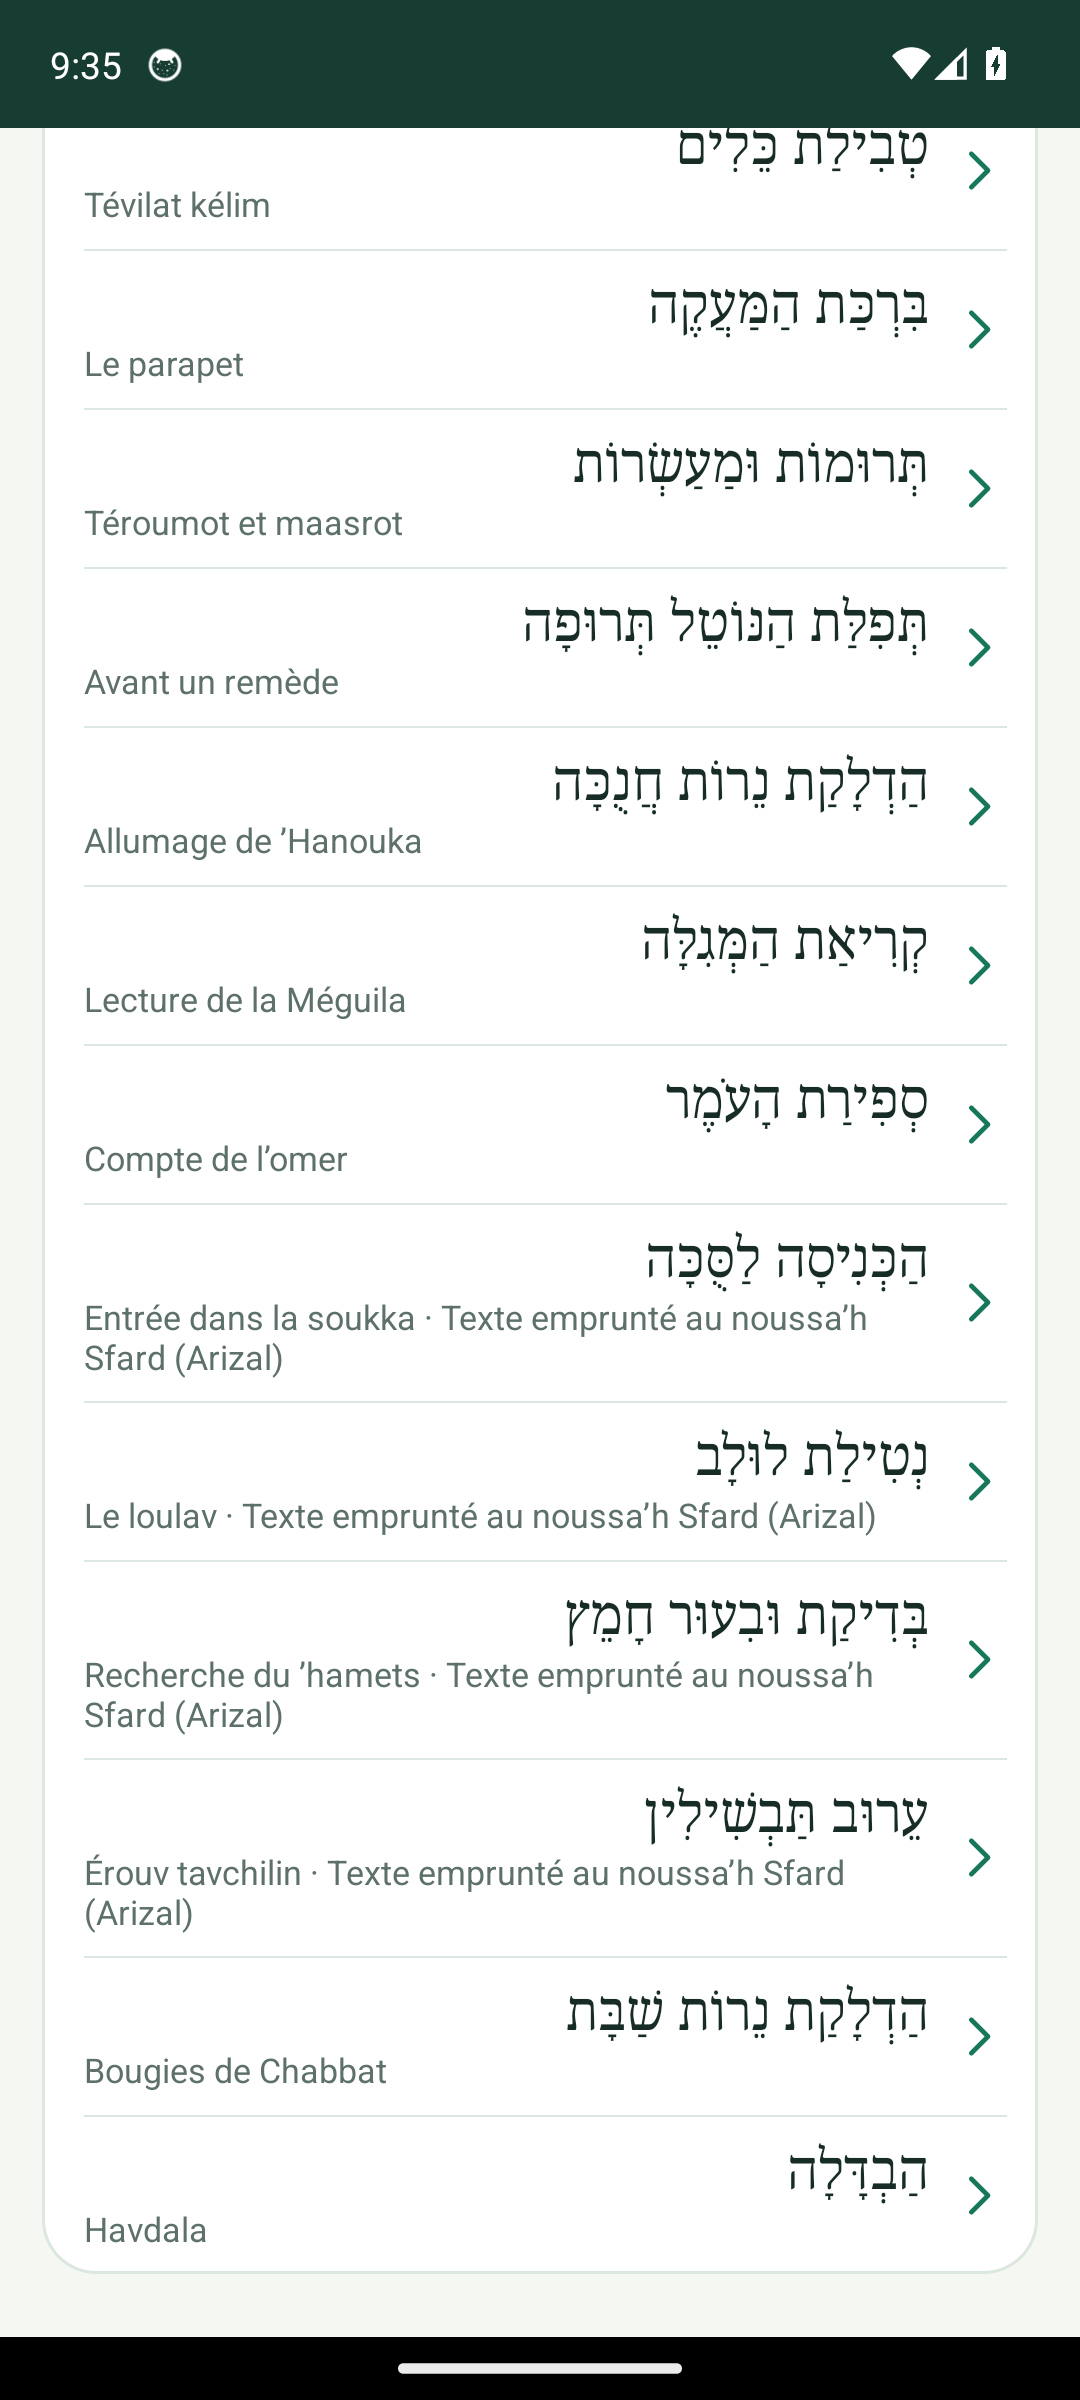 9:35
טְבִילַת כֵּלִים
Tévilat kélim
בִּרְכַּת הַמַּעֲקֶה
Le parapet
תְּרוּמוֹת וּמַעַשְׂרוֹת
Téroumot et maasrot
תְּפִלַּת הַנּוֹטֵל תְּרוּפָה
Avant un remède
הַדְלָקַת נֵרוֹת חֲנֻכָּה
Allumage de ’Hanouka
קְרִיאַת הַמְּגִלָּה
Lecture de la Méguila
סְפִירַת הָעֹמֶר
Compte de l’omer
הַכְּנִיסָה לַסֻּכָּה
Entrée dans la soukka · Texte emprunté au noussa’h
Sfard (Arizal)
נְטִילַת לוּלָב
Le loulav · Texte emprunté au noussa’h Sfard (Arizal)
בְּדִיקַת וּבִעוּר חָמֵץ
Recherche du ’hamets · Texte emprunté au noussa’h
Sfard (Arizal)
עֵרוּב תַּבְשִׁילִין
Érouv tavchilin · Texte emprunté au noussa’h Sfard
(Arizal)
הַדְלָקַת נֵרוֹת שַׁבָּת
Bougies de Chabbat
הַבְדָּלָה
Havdala